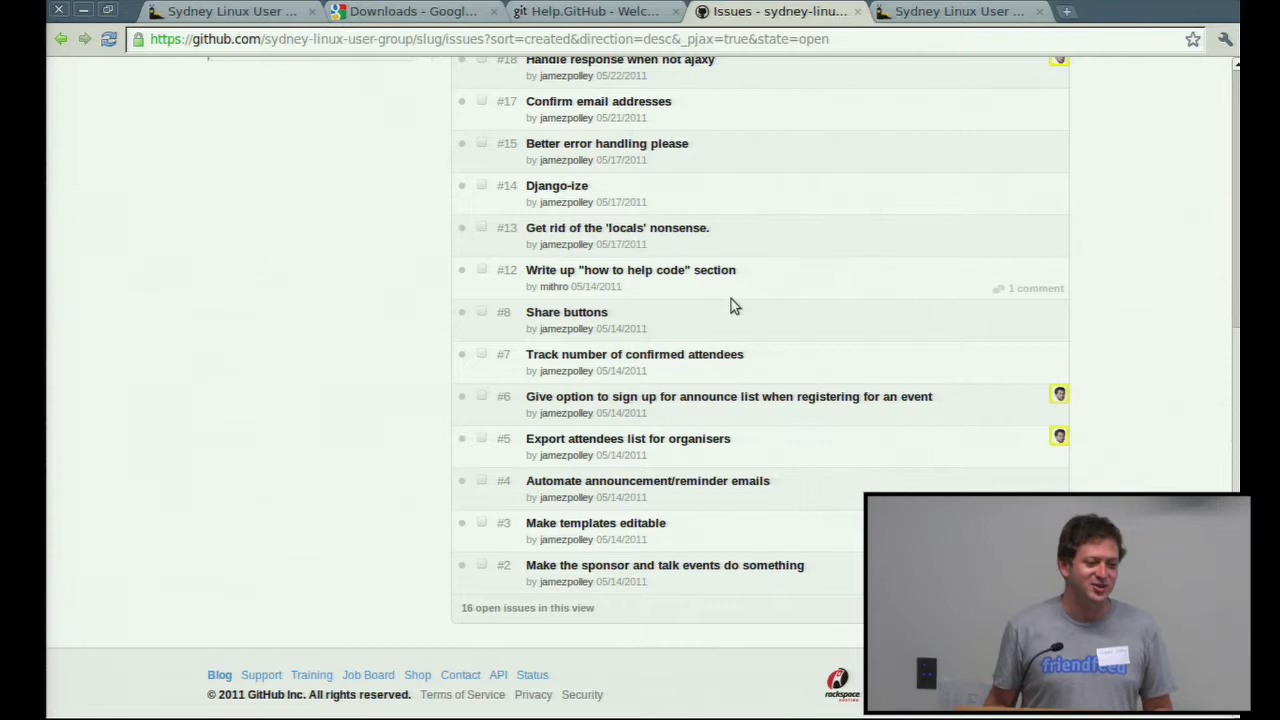 Sydney Linux User ...
Downloads - Googl...
git Help.GitHub - Welc...
Issues - sydney-linu...
Sydney Linux User ...
https://github.com/sydney-linux-user-group/slug/issues?sort=created&direction=desc&_pjax=true&state=open
#18 Handle response when not ajaxy
by jamezpolley 05/22/2011
#17 Confirm email addresses
by jamezpolley 05/21/2011
#15 Better error handling please
by jamezpolley 05/17/2011
#14 Django-ize
by jamezpolley 05/17/2011
#13 Get rid of the 'locals' nonsense.
by jamezpolley 05/17/2011
#12 Write up "how to help code" section
by mithro 05/14/2011
1 comment
#8 Share buttons
by jamezpolley 05/14/2011
#7 Track number of confirmed attendees
by jamezpolley 05/14/2011
#6 Give option to sign up for announce list when registering for an event
by jamezpolley 05/14/2011
#5 Export attendees list for organisers
by jamezpolley 05/14/2011
#4 Automate announcement/reminder emails
by jamezpolley 05/14/2011
#3 Make templates editable
by jamezpolley 05/14/2011
#2 Make the sponsor and talk events do something
by jamezpolley 05/14/2011
16 open issues in this view
Blog Support Training Job Board Shop Contact API Status
© 2011 GitHub Inc. All rights reserved. Terms of Service Privacy Security
rackspace
HOSTING
friendfeed